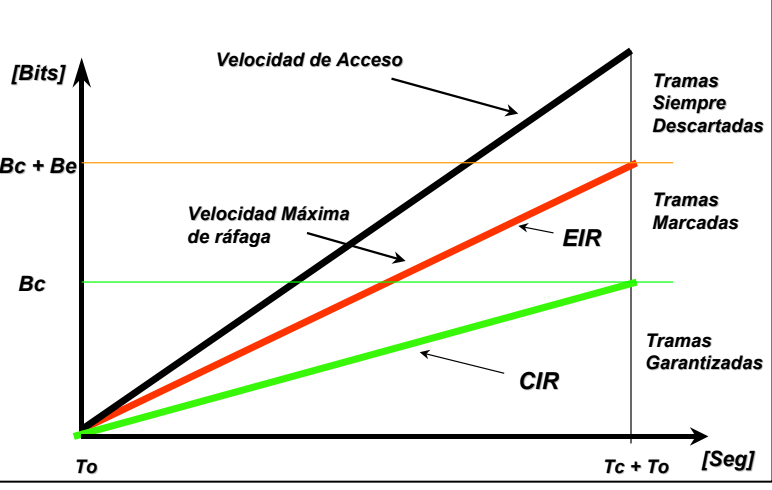 Velocidad de Acceso
[Bits]
Tramas
Siempre
Descartadas
Bc + Be
Velocidad Máxima
de ráfaga
Tramas
Marcadas
EIR
Bc
Tramas
Garantizadas
CIR
To
Tc + To
[Seg]